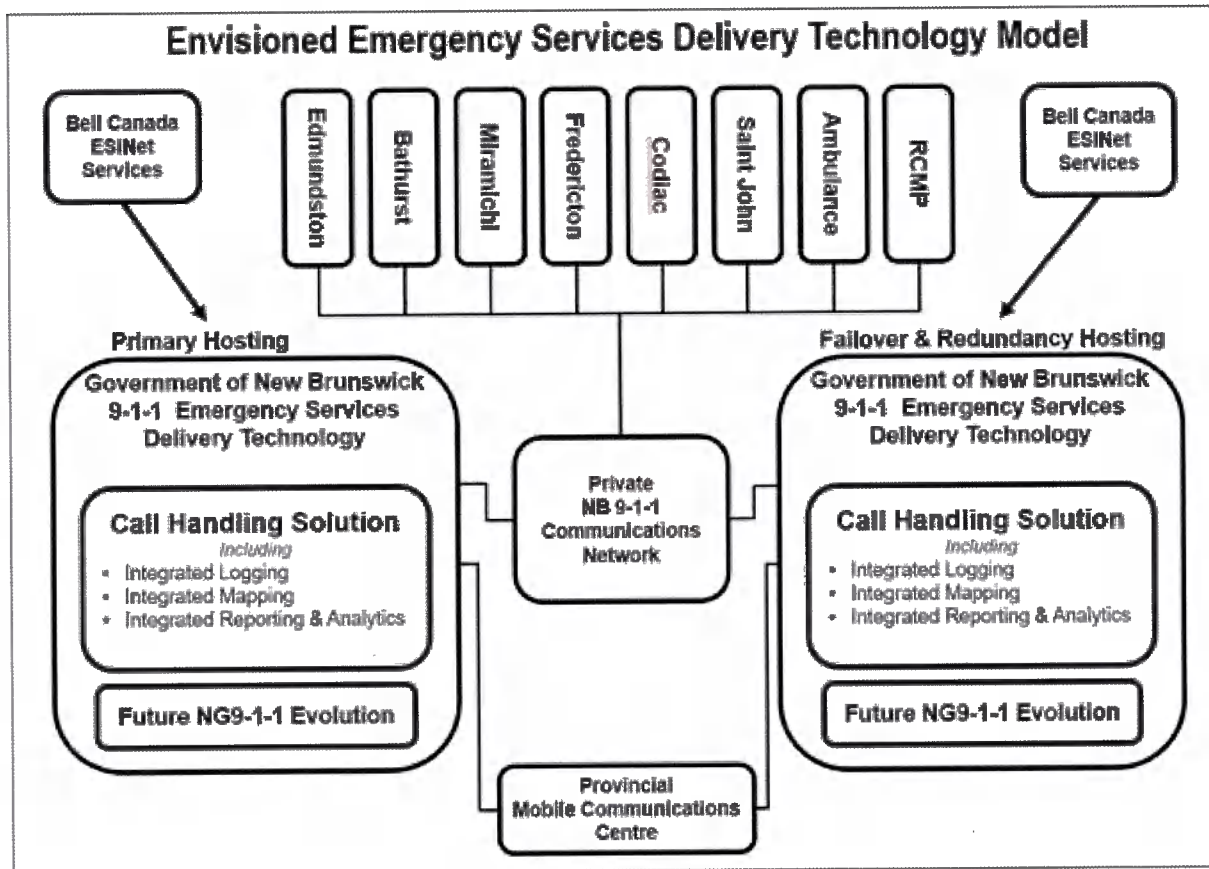 Envisioned Emergency Services Delivery Technology Model
Bell Canada
ESINet
Services
Edmundston
Bathurst
Miramichi
Fredericton
Codiac
Saint John
Ambulance
RCMP
Bell Canada
ESINet
Services
Primary Hosting
Government of New Brunswick
9-1-1 Emergency Services
Delivery Technology
Call Handling Solution
Including
• Integrated Logging
• Integrated Mapping
• Integrated Reporting & Analytics
Future NG9-1-1 Evolution
Private
NB 9-1-1
Communications
Network
Failover & Redundancy Hosting
Government of New Brunswick
9-1-1 Emergency Services
Delivery Technology
Call Handling Solution
Including
• Integrated Logging
• Integrated Mapping
• Integrated Reporting & Analytics
Future NG9-1-1 Evolution
Provincial
Mobile Communications
Centre